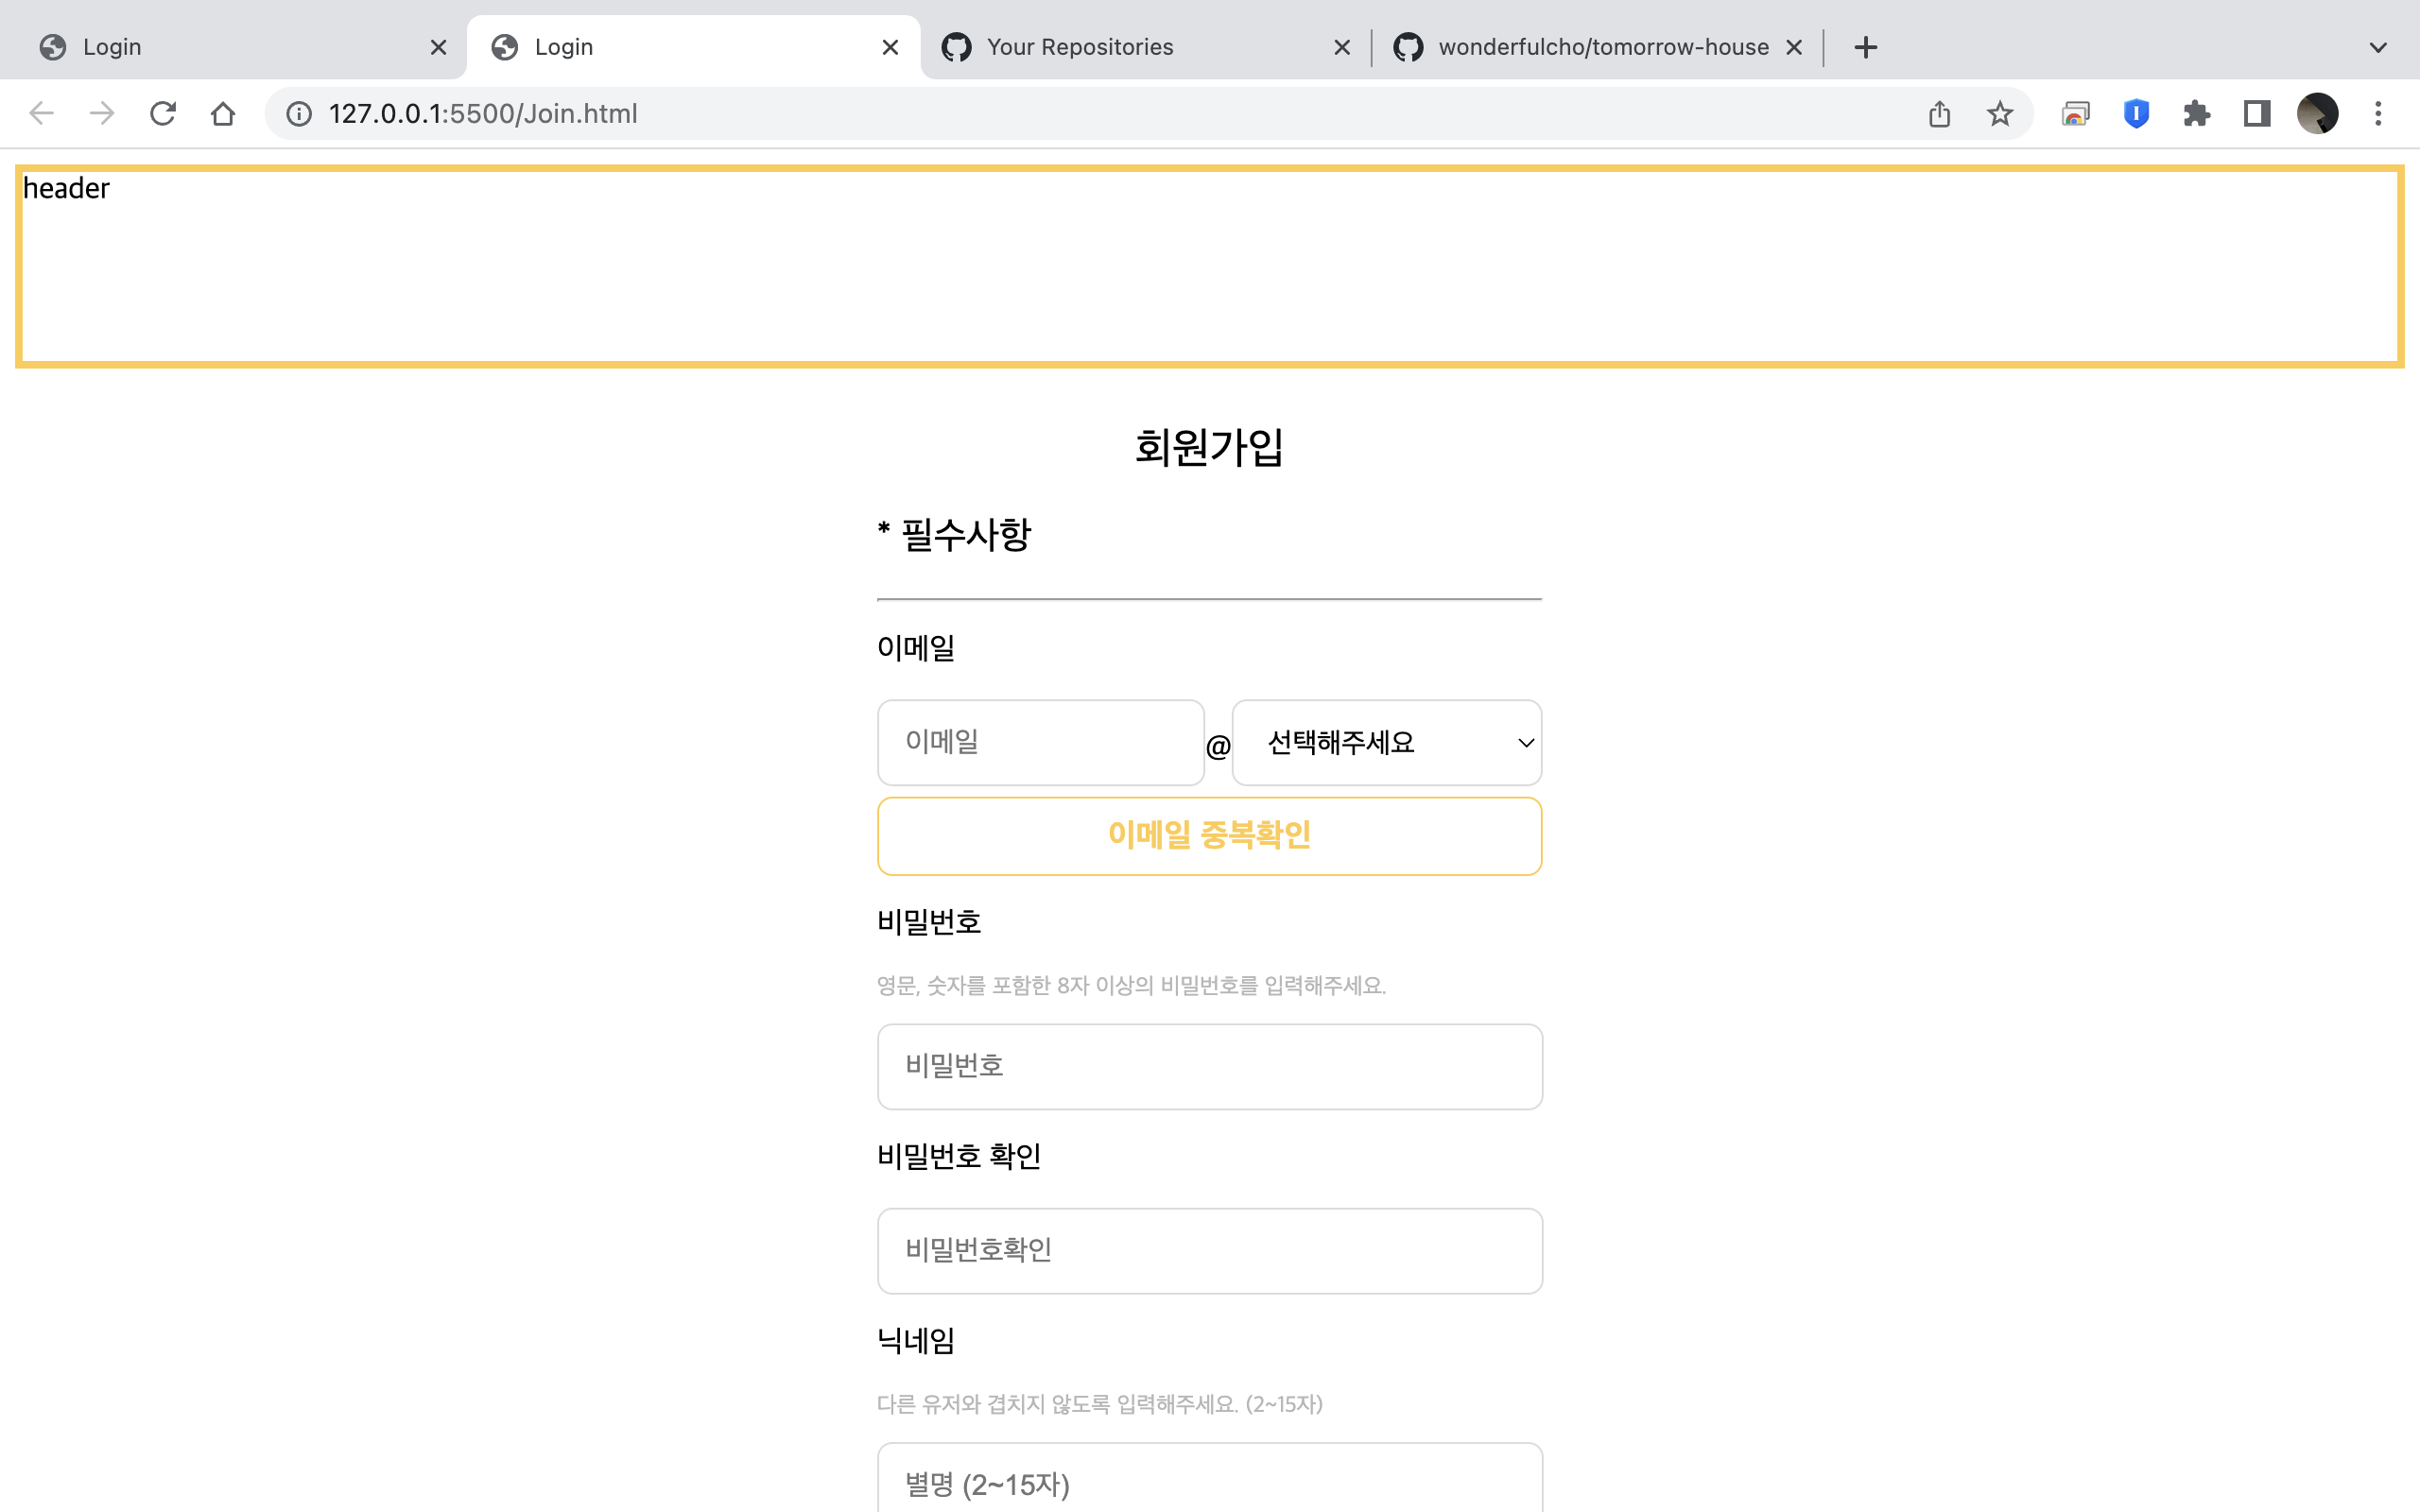 Login
Login
Your Repositories
wonderfulcho/tomorrow-house
127.0.0.1:5500/Join.html
header
회원가입
* 필수사항
이메일
이메일 @ 선택해주세요
이메일 중복확인
비밀번호
영문, 숫자를 포함한 8자 이상의 비밀번호를 입력해주세요.
비밀번호
비밀번호 확인
비밀번호확인
닉네임
다른 유저와 겹치지 않도록 입력해주세요. (2~15자)
별명 (2~15자)